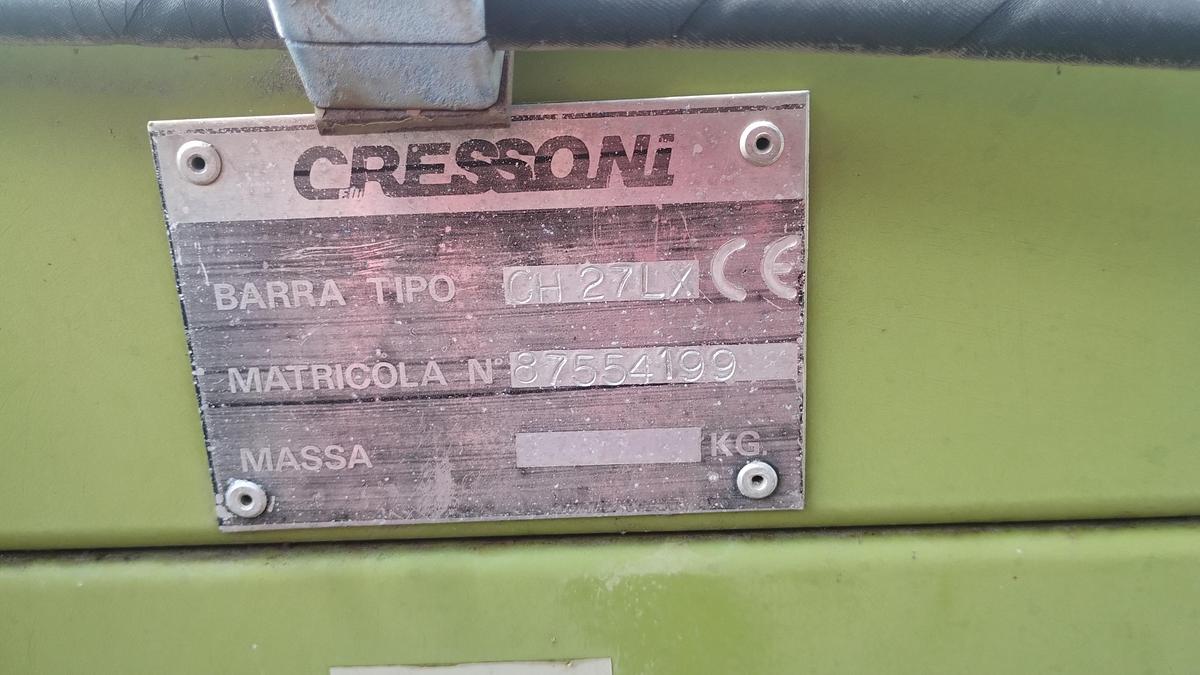 CRESSONi
BARRA TIPO CH 27LX CE
MATRICOLA N° 87554199
MASSA KG.